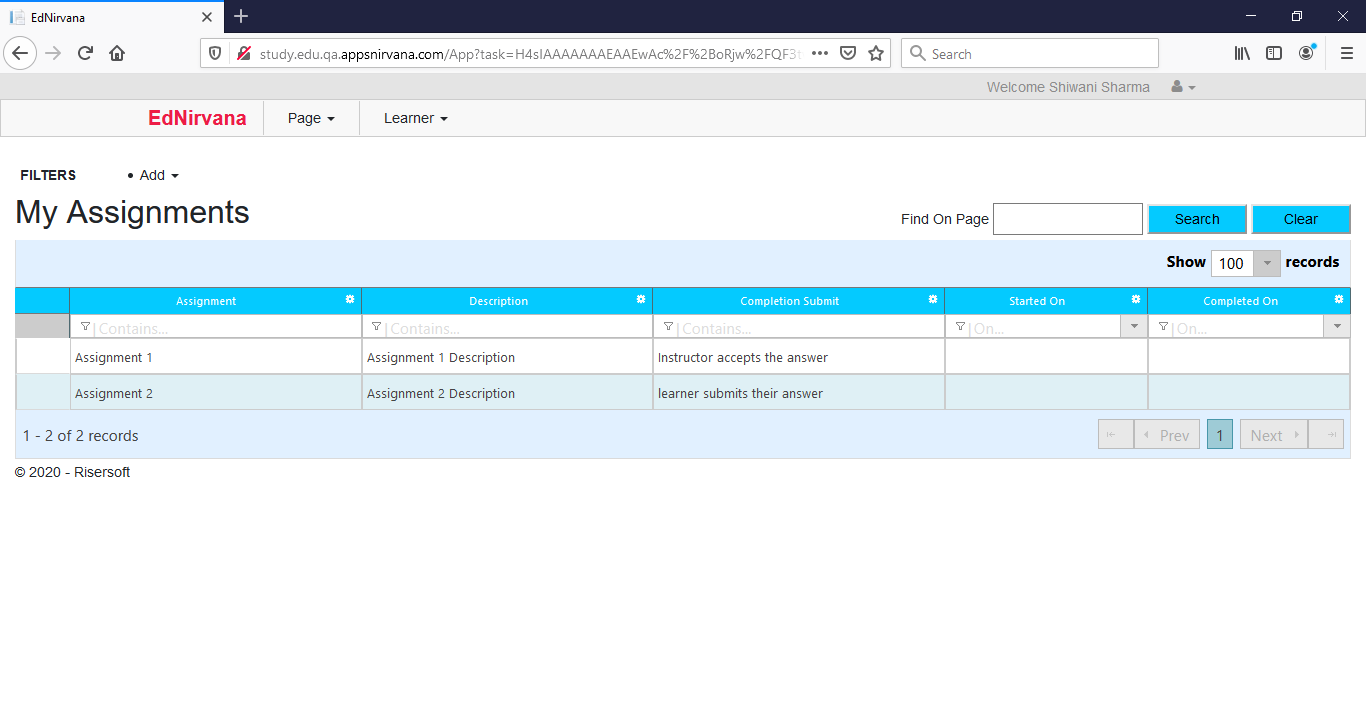 EdNirvana
study.edu.qa.appsnirvana.com/App?task=H4sIAAAAAAAEAAEwAc%2F%2BoRjw%2FQF3t
Search
Welcome Shiwani Sharma
EdNirvana Page Learner
FILTERS • Add
My Assignments
Find On Page Search Clear
Show 100 records
Assignment Description Completion Submit Started On Completed On
Contains... Contains... Contains... On... On...
Assignment 1 Assignment 1 Description Instructor accepts the answer
Assignment 2 Assignment 2 Description learner submits their answer
1 - 2 of 2 records Prev 1 Next
© 2020 - Risersoft